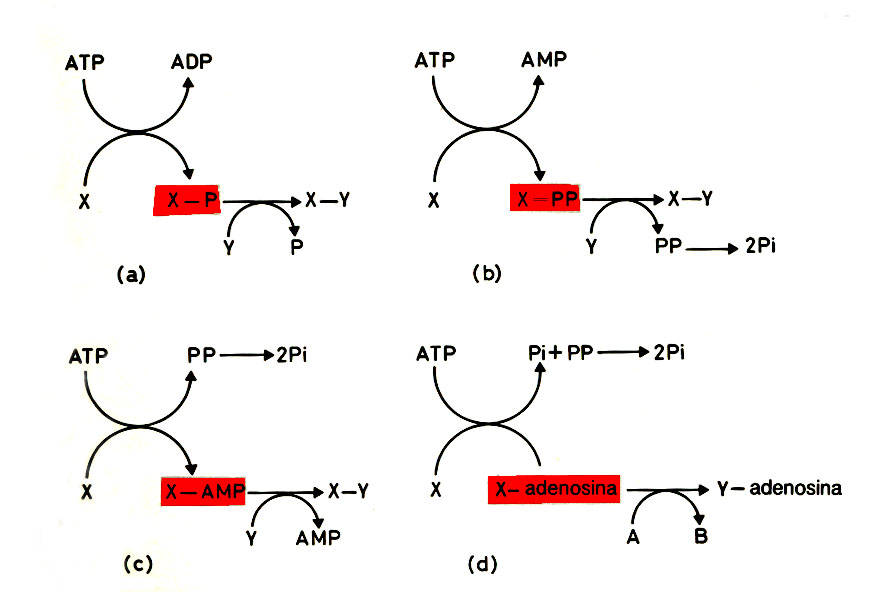 ATP ADP
X X – P X – Y
Y P
(a)
ATP AMP
X X – PP X – Y
Y PP 2Pi
(b)
ATP PP 2Pi
X X – AMP X – Y
Y AMP
(c)
ATP Pi + PP 2Pi
X X – adenosina Y – adenosina
A B
(d)